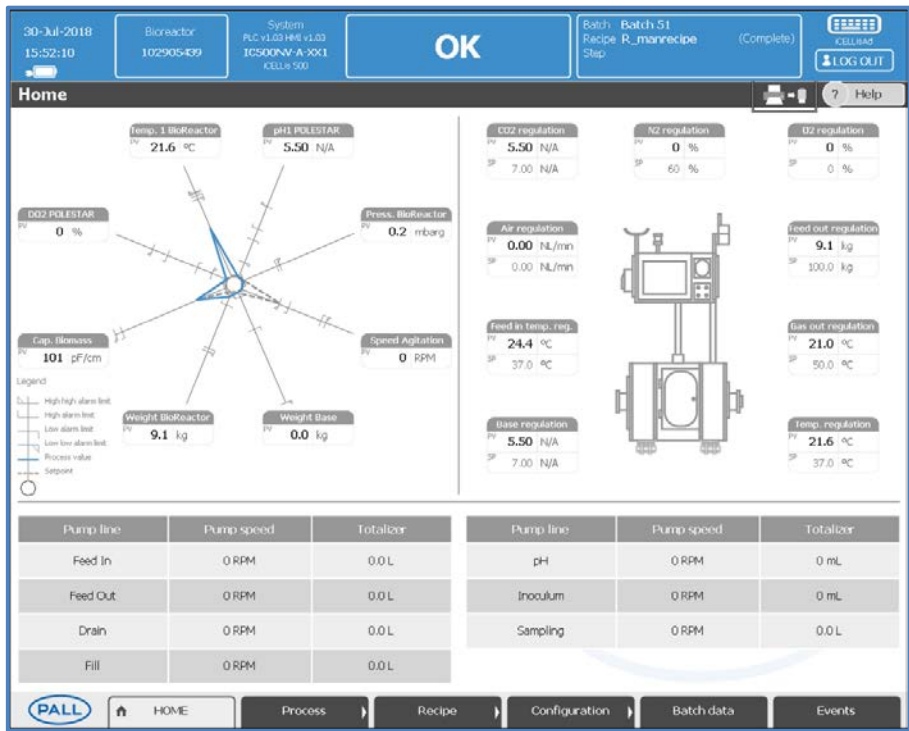 30-Jul-2018
15:52:10
Bioreactor
102905439
System
PLC v1.03 HMI v1.03
IC500NV-A-XX1
iCELLis 500
OK
Batch Batch 51
Recipe R_manrecipe (Complete)
Step
iCELLisAd
LOG OUT
Home
? Help
Temp. 1 BioReactor
PV 21.6 ºC
pH1 POLESTAR
PV 5.50 N/A
DO2 POLESTAR
PV 0 %
Press. BioReactor
PV 0.2 mbarg
Cap. Biomass
PV 101 pF/cm
Speed Agitation
PV 0 RPM
Weight BioReactor
PV 9.1 kg
Weight Base
PV 0.0 kg
Legend
High high alarm limit
High alarm limit
Low alarm limit
Low low alarm limit
Process value
Setpoint
CO2 regulation
PV 5.50 N/A
SP 7.00 N/A
N2 regulation
PV 0 %
SP 60 %
O2 regulation
PV 0 %
SP 0 %
Air regulation
PV 0.00 NL/mn
SP 0.00 NL/mn
Feed out regulation
PV 9.1 kg
SP 100.0 kg
Feed in temp. reg.
PV 24.4 ºC
SP 37.0 ºC
Gas out regulation
PV 21.0 ºC
SP 50.0 ºC
Base regulation
PV 5.50 N/A
SP 7.00 N/A
Temp. regulation
PV 21.6 ºC
SP 37.0 ºC
Pump line Pump speed Totalizer
Feed In 0 RPM 0.0 L
Feed Out 0 RPM 0.0 L
Drain 0 RPM 0.0 L
Fill 0 RPM 0.0 L
Pump line Pump speed Totalizer
pH 0 RPM 0 mL
Inoculum 0 RPM 0 mL
Sampling 0 RPM 0.0 L
PALL HOME Process Recipe Configuration Batch data Events